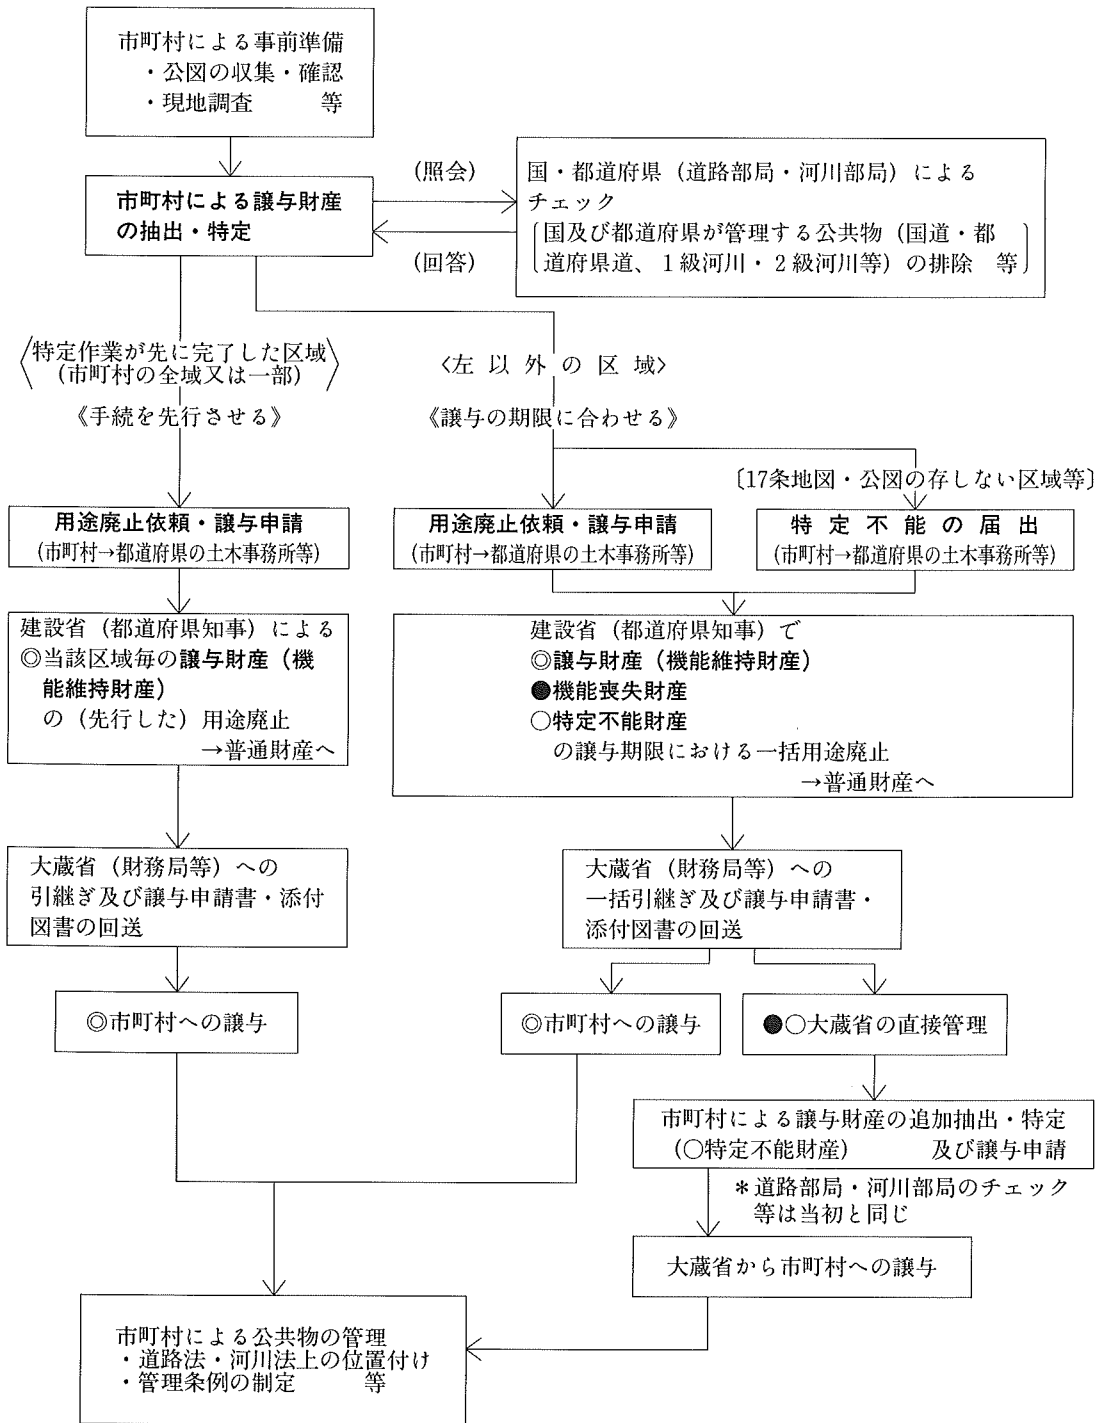 市町村による事前準備
・公図の収集・確認
・現地調査　　　等
市町村による譲与財産
の抽出・特定
(照会)
(回答)
国・都道府県（道路部局・河川部局）による
チェック
国及び都道府県が管理する公共物（国道・都
道府県道、１級河川・２級河川等）の排除　等
特定作業が先に完了した区域
(市町村の全域又は一部)
《手続を先行させる》
〈左 以 外 の 区 域〉
《譲与の期限に合わせる》
〔17条地図・公図の存しない区域等〕
用途廃止依頼・譲与申請
(市町村→都道府県の土木事務所等)
用途廃止依頼・譲与申請
(市町村→都道府県の土木事務所等)
特 定 不 能 の 届 出
(市町村→都道府県の土木事務所等)
建設省（都道府県知事）による
◎当該区域毎の譲与財産（機
能維持財産）
の（先行した）用途廃止
→普通財産へ
建設省（都道府県知事）で
◎譲与財産（機能維持財産）
●機能喪失財産
○特定不能財産
の譲与期限における一括用途廃止
→普通財産へ
大蔵省（財務局等）への
引継ぎ及び譲与申請書・添付
図書の回送
大蔵省（財務局等）への
一括引継ぎ及び譲与申請書・
添付図書の回送
◎市町村への譲与
◎市町村への譲与
●○大蔵省の直接管理
市町村による譲与財産の追加抽出・特定
（○特定不能財産）　　　及び譲与申請
＊道路部局・河川部局のチェック
等は当初と同じ
大蔵省から市町村への譲与
市町村による公共物の管理
・道路法・河川法上の位置付け
・管理条例の制定　　　等